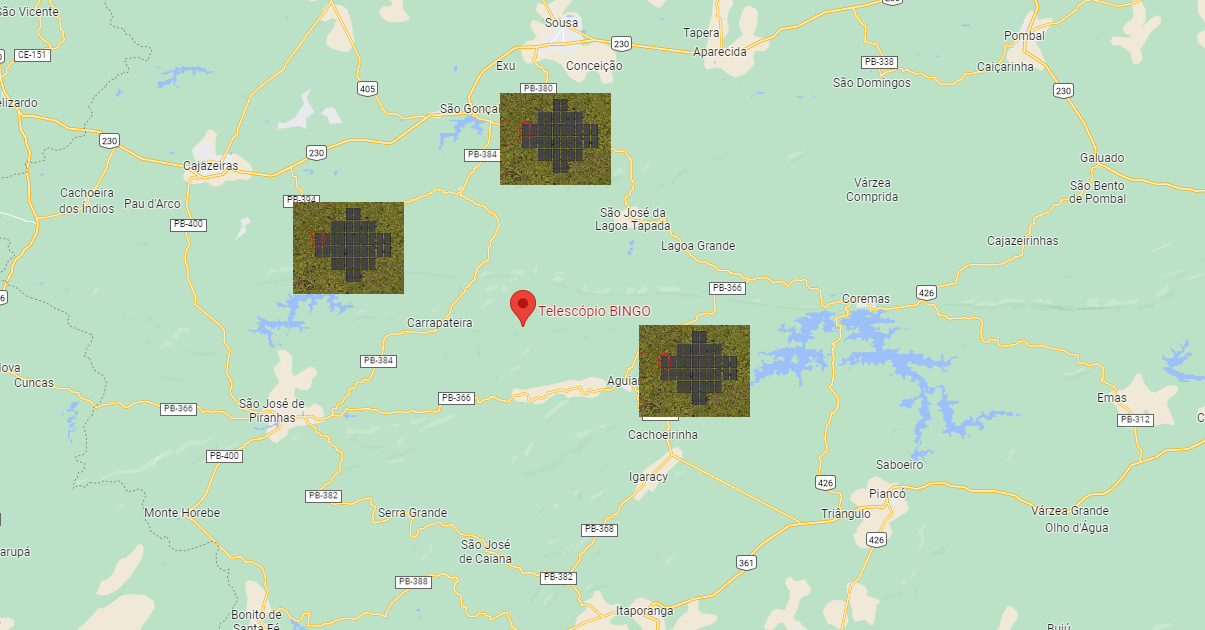 São Vicente
Sousa
Tapera
Pombal
230
CE-151
Aparecida
Exu
Conceição
PB-338
Caiçarinha
São Domingos
405
PB-380
230
elizardo
São Gonçal
230
230
PB-384
Galuado
Cajazeiras
Cachoeira
dos Índios
Pau d'Arco
PB-394
Várzea
Comprida
São Bento
de Pombal
PB-400
São José da
Lagoa Tapada
Lagoa Grande
Cajazeirinhas
PB-366
426
Coremas
Telescópio BINGO
Carrapateira
PB-384
ova
Cuncas
Aguiar
PB-366
PB-366
São José de
Piranhas
Emas
PB-312
Cachoeirinha
PB-400
Saboeiro
Igaracy
426
PB-382
Piancó
Monte Horebe
Serra Grande
Triângulo
Várzea Grande
Olho d'Água
PB-368
426
São José
de Caiana
arupá
361
PB-388
PB-382
Bonito de
Santa Fé
Itaporanga
Bujú